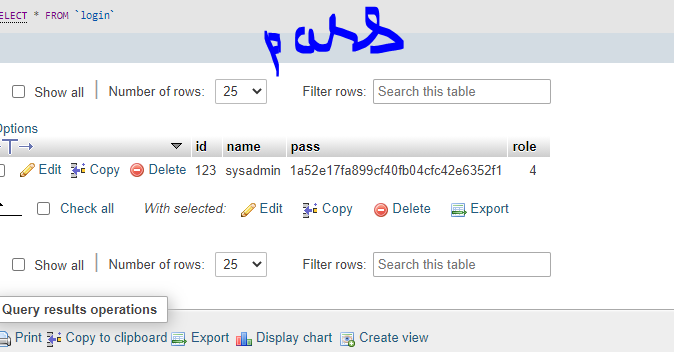 SELECT * FROM `login`
pass
Show all Number of rows: 25 Filter rows: Search this table
Options
id name pass role
Edit Copy Delete 123 sysadmin 1a52e17fa899cf40fb04cfc42e6352f1 4
Check all With selected: Edit Copy Delete Export
Show all Number of rows: 25 Filter rows: Search this table
Query results operations
Print Copy to clipboard Export Display chart Create view